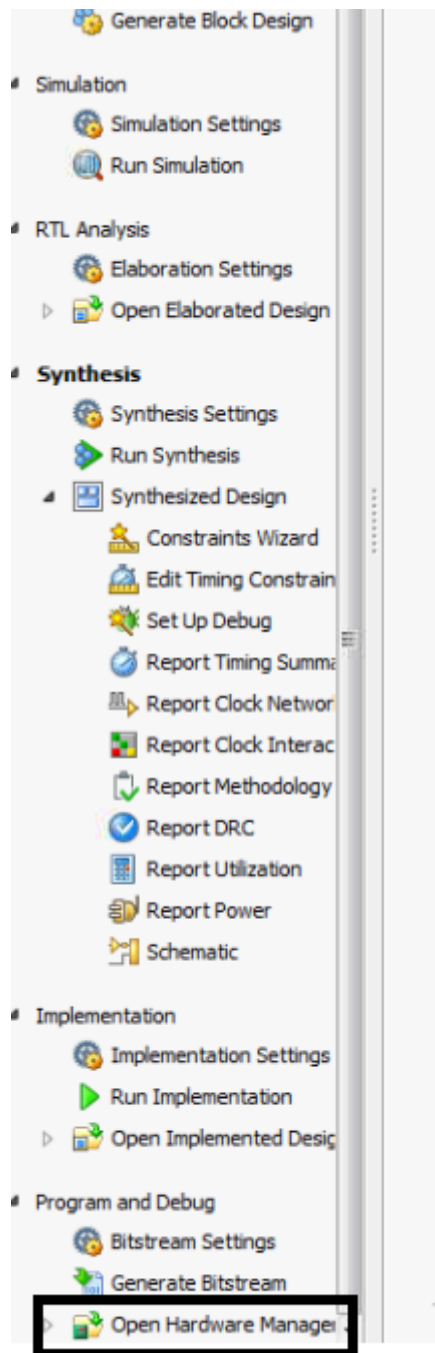 Generate Block Design
Simulation
Simulation Settings
Run Simulation
RTL Analysis
Elaboration Settings
Open Elaborated Design
Synthesis
Synthesis Settings
Run Synthesis
Synthesized Design
Constraints Wizard
Edit Timing Constrain
Set Up Debug
Report Timing Summa
Report Clock Networ
Report Clock Interac
Report Methodology
Report DRC
Report Utilization
Report Power
Schematic
Implementation
Implementation Settings
Run Implementation
Open Implemented Desig
Program and Debug
Bitstream Settings
Generate Bitstream
Open Hardware Manager